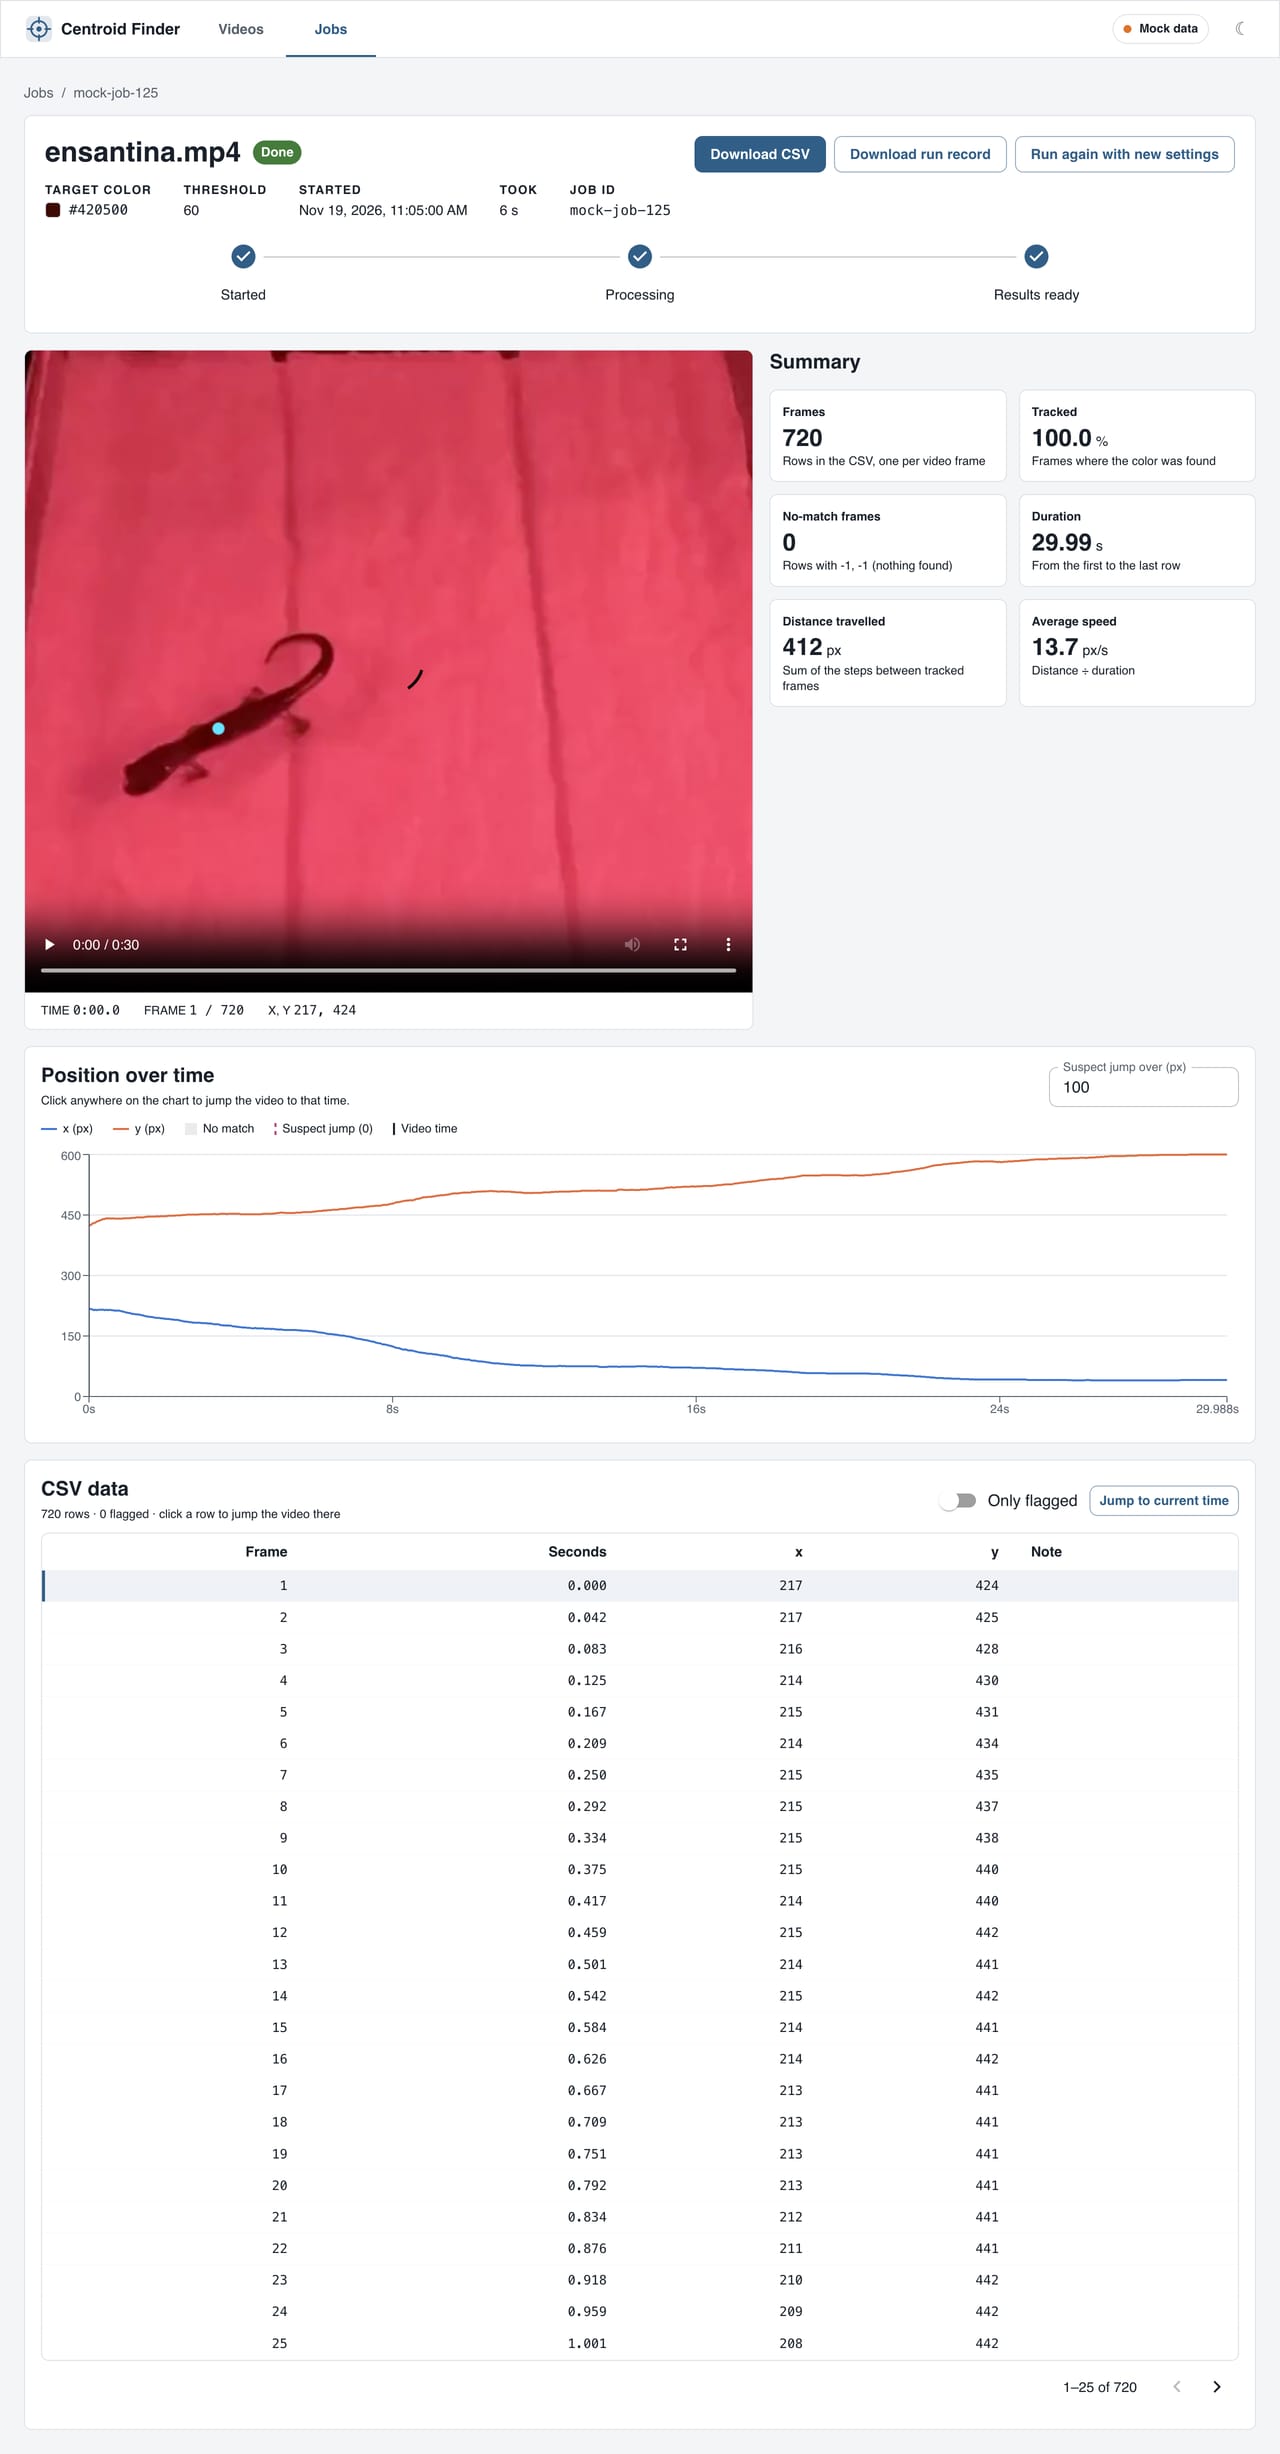 Centroid Finder Videos Jobs Mock data
Jobs / mock-job-125
ensantina.mp4 Done Download CSV Download run record Run again with new settings
TARGET COLOR THRESHOLD STARTED TOOK JOB ID
#420500 60 Nov 19, 2026, 11:05:00 AM 6 s mock-job-125
Started Processing Results ready
Summary
Frames Tracked
720 100.0 %
Rows in the CSV, one per video frame Frames where the color was found
No-match frames Duration
0 29.99 s
Rows with -1, -1 (nothing found) From the first to the last row
Distance travelled Average speed
412 px 13.7 px/s
Sum of the steps between tracked Distance ÷ duration
frames
0:00 / 0:30
TIME 0:00.0 FRAME 1 / 720 X, Y 217, 424
Position over time Suspect jump over (px)
Click anywhere on the chart to jump the video to that time. 100
x (px) y (px) No match Suspect jump (0) Video time
600
450
300
150
0
0s 8s 16s 24s 29.988s
CSV data
720 rows · 0 flagged · click a row to jump the video there Only flagged Jump to current time
Frame Seconds x y Note
1 0.000 217 424
2 0.042 217 425
3 0.083 216 428
4 0.125 214 430
5 0.167 215 431
6 0.209 214 434
7 0.250 215 435
8 0.292 215 437
9 0.334 215 438
10 0.375 215 440
11 0.417 214 440
12 0.459 215 442
13 0.501 214 441
14 0.542 215 442
15 0.584 214 441
16 0.626 214 442
17 0.667 213 441
18 0.709 213 441
19 0.751 213 441
20 0.792 213 441
21 0.834 212 441
22 0.876 211 441
23 0.918 210 442
24 0.959 209 442
25 1.001 208 442
1–25 of 720